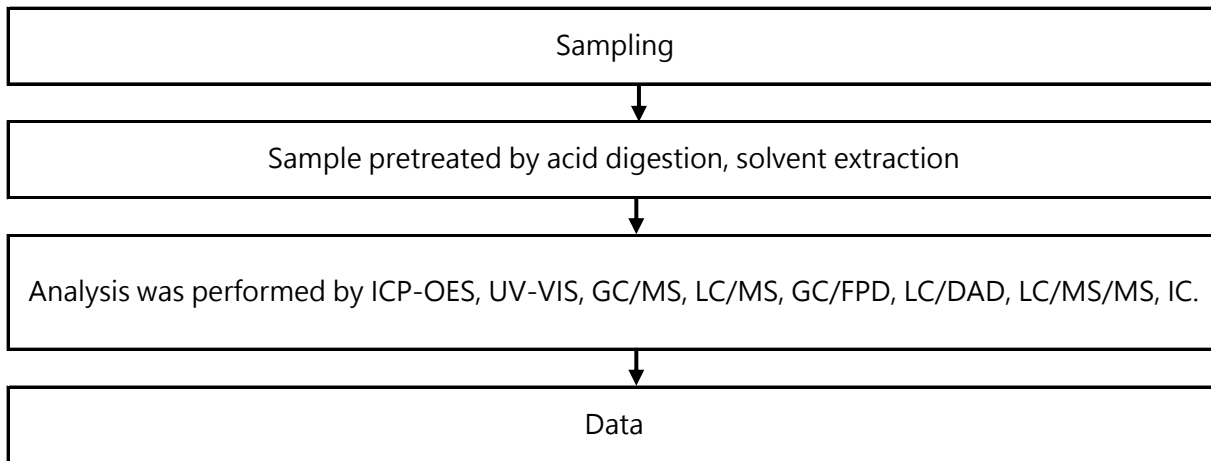 Sampling
Sample pretreated by acid digestion, solvent extraction
Analysis was performed by ICP-OES, UV-VIS, GC/MS, LC/MS, GC/FPD, LC/DAD, LC/MS/MS, IC.
Data